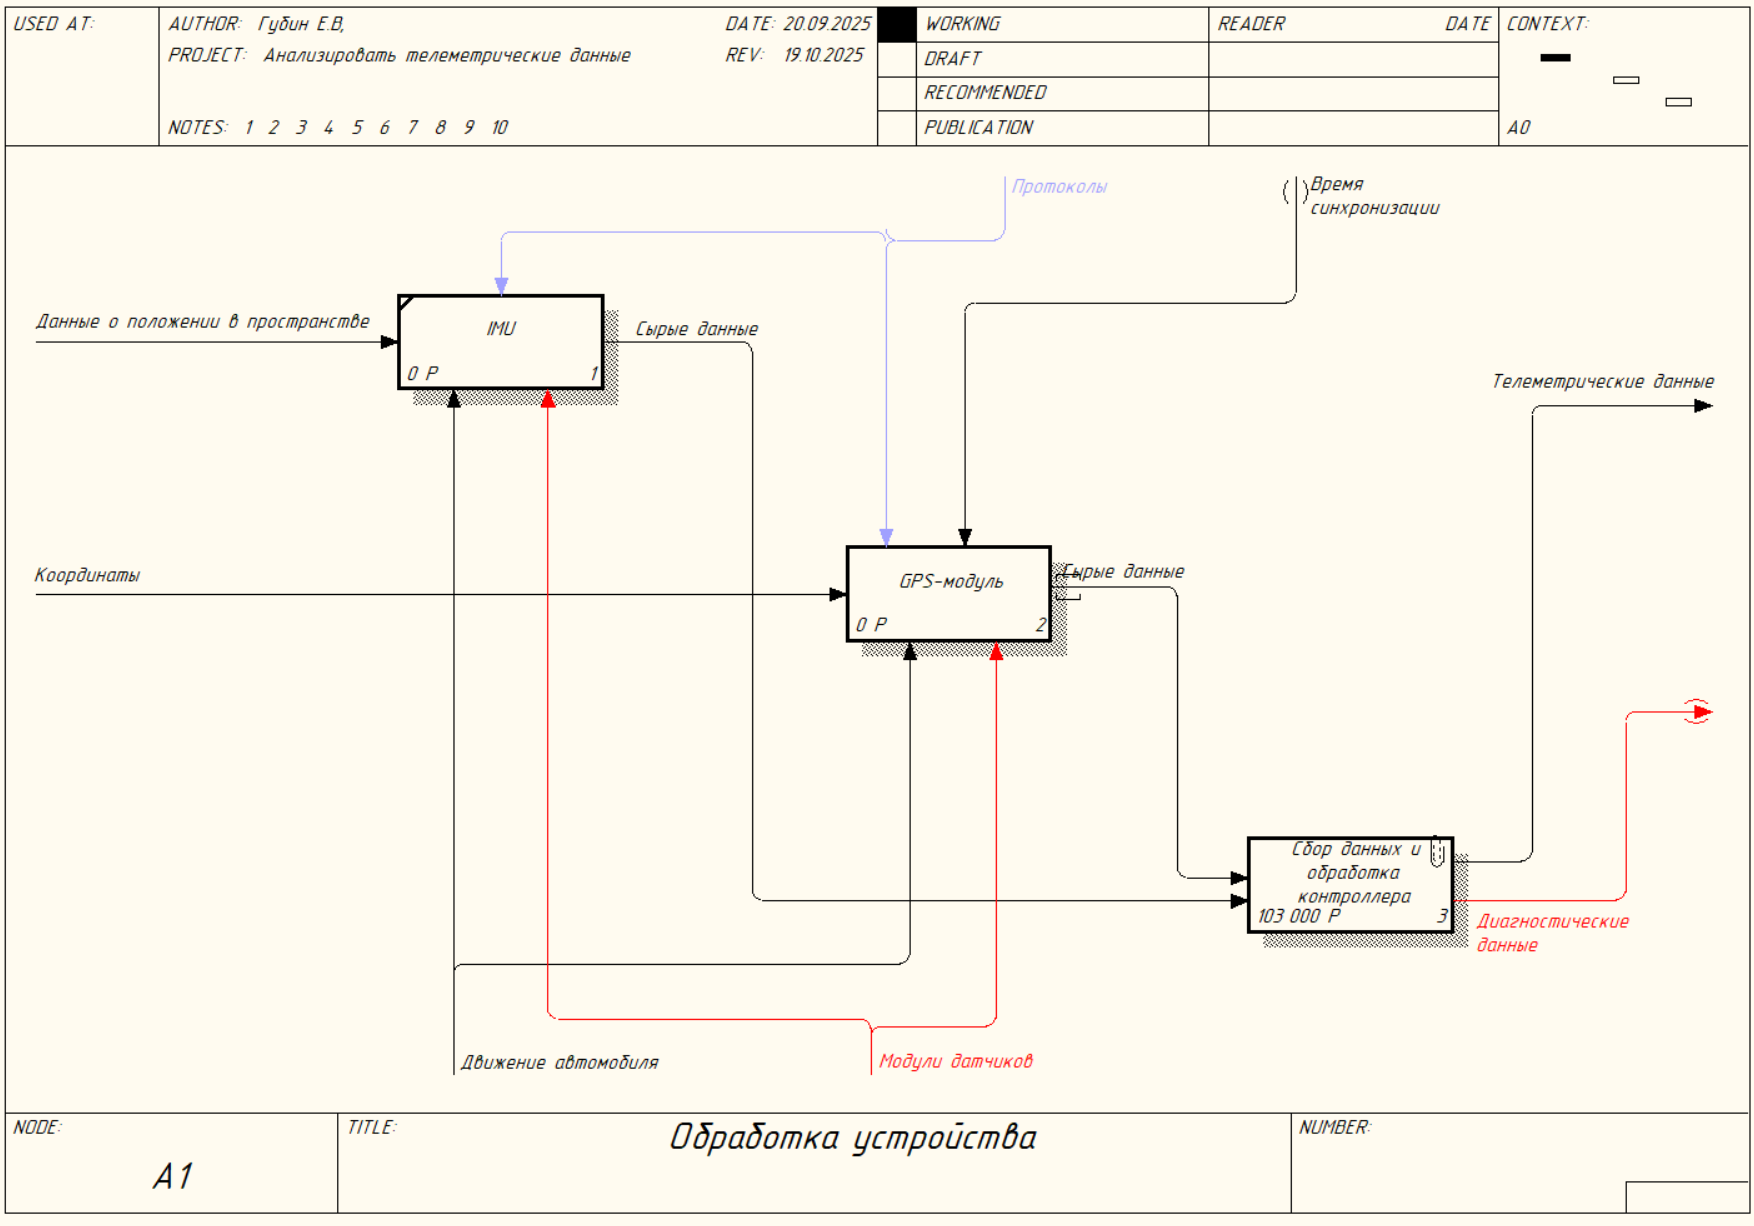 USED AT:
AUTHOR: Губин Е.В,
DATE: 20.09.2025
PROJECT: Анализировать телеметрические данные
REV: 19.10.2025
NOTES: 1 2 3 4 5 6 7 8 9 10
WORKING
DRAFT
RECOMMENDED
PUBLICATION
READER
DATE
CONTEXT:
A0
Протоколы
Время
синхронизации
Данные о положении в пространстве
IMU
0 Р
1
Сырые данные
Телеметрические данные
Координаты
GPS-модуль
0 Р
2
Сырые данные
Сбор данных и
обработка
контроллера
103 000 Р
3
Диагностические
данные
Движение автомобиля
Модули датчиков
NODE:
A1
TITLE:
Обработка устройства
NUMBER: